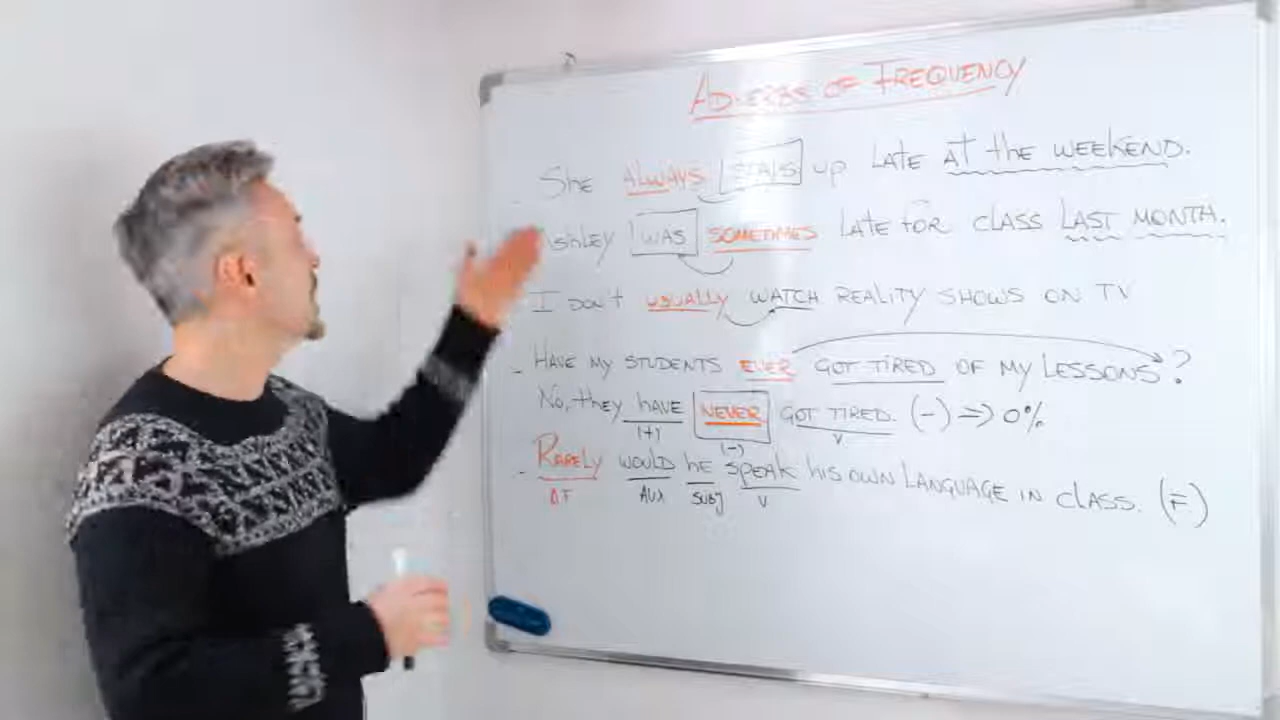 ADVERBS OF FREQUENCY
She ALWAYS STAYS up LATE AT the WEEKEND.
ASHLEY WAS SOMETIMES LATE FOR CLASS LAST MONTH.
I DON'T USUALLY WATCH REALITY SHOWS ON TV
- HAVE MY STUDENTS EVER GOT TIRED OF MY LESSONS?
No, they HAVE NEVER GOT TIRED. (-) => 0%
(+) (-) V
- RARELY WOULD HE SPEAK HIS OWN LANGUAGE IN CLASS. (F)
AUX SUBJ V